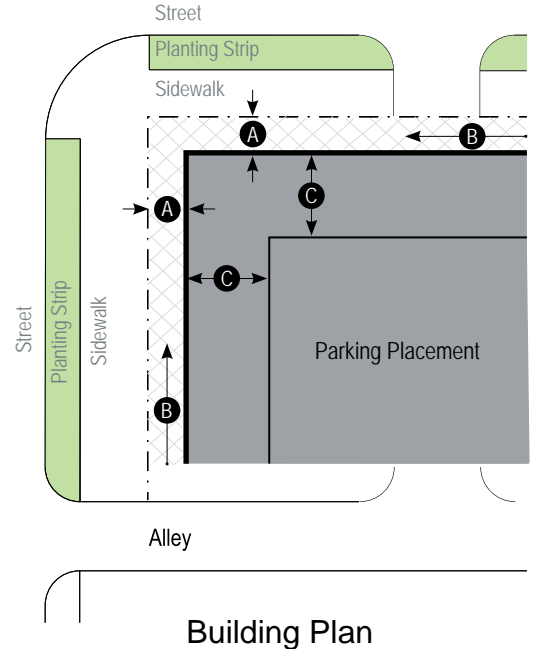 Street
Planting Strip
Sidewalk
A
B
A
C
C
Street
Planting Strip
Sidewalk
Parking Placement
B
Alley
Building Plan